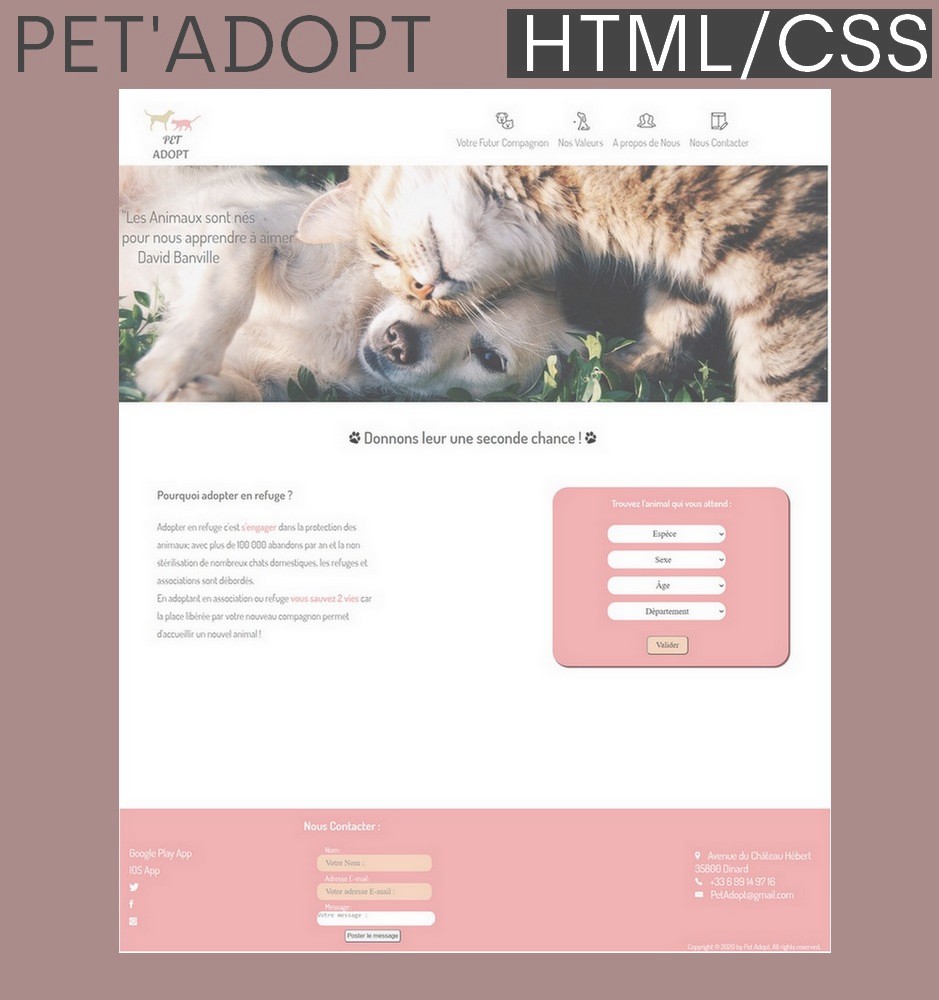 PET'ADOPT HTML/CSS
PET
ADOPT
Votre Futur Compagnon Nos Valeurs A propos de Nous Nous Contacter
"Les Animaux sont nés
pour nous apprendre à aimer
David Banville
Donnons leur une seconde chance !
Pourquoi adopter en refuge ?
Adopter en refuge c'est s'engager dans la protection des
animaux; avec plus de 100 000 abandons par an et la non
stérilisation de nombreux chats domestiques, les refuges et
associations sont débordés.
En adoptant en association ou refuge vous sauvez 2 vies car
la place libérée par votre nouveau compagnon permet
d'accueillir un nouvel animal !
Trouvez l'animal qui vous attend :
Espèce
Sexe
Âge
Département
Valider
Nous Contacter :
Google Play App
IOS App
Nom:
Votre Nom :
Adresse E-mail:
Votre adresse E-mail :
Message:
Votre message :
Poster le message
Avenue du Château Hébert
35800 Dinard
+33 6 99 14 97 16
PetAdopt@gmail.com
Copyright © 2020 by Pet Adopt. All rights reserved.